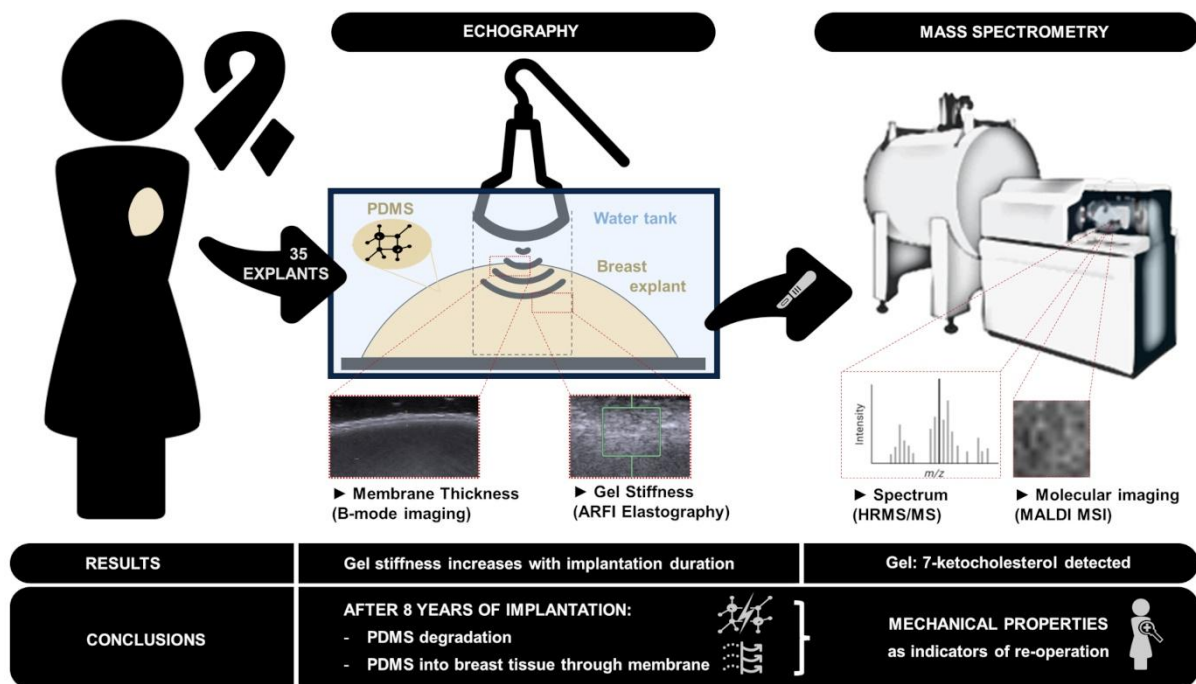 ECHOGRAPHY
MASS SPECTROMETRY
35
EXPLANTS
PDMS
Water tank
Breast
explant
Intensity
m/z
► Membrane Thickness
(B-mode imaging)
► Gel Stiffness
(ARFI Elastography)
► Spectrum
(HRMS/MS)
► Molecular imaging
(MALDI MSI)
RESULTS
Gel stiffness increases with implantation duration
Gel: 7-ketocholesterol detected
CONCLUSIONS
AFTER 8 YEARS OF IMPLANTATION:
- PDMS degradation
- PDMS into breast tissue through membrane
MECHANICAL PROPERTIES
as indicators of re-operation